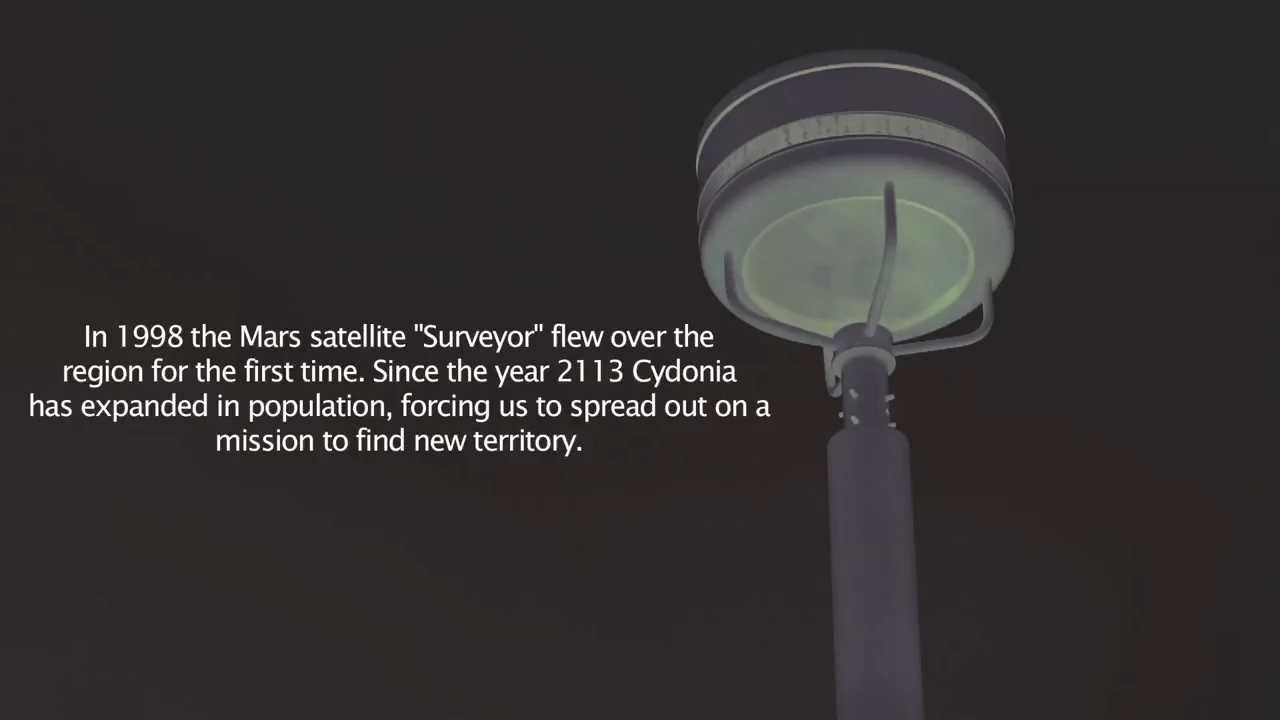 In 1998 the Mars satellite "Surveyor" flew over the
region for the first time. Since the year 2113 Cydonia
has expanded in population, forcing us to spread out on a
mission to find new territory.